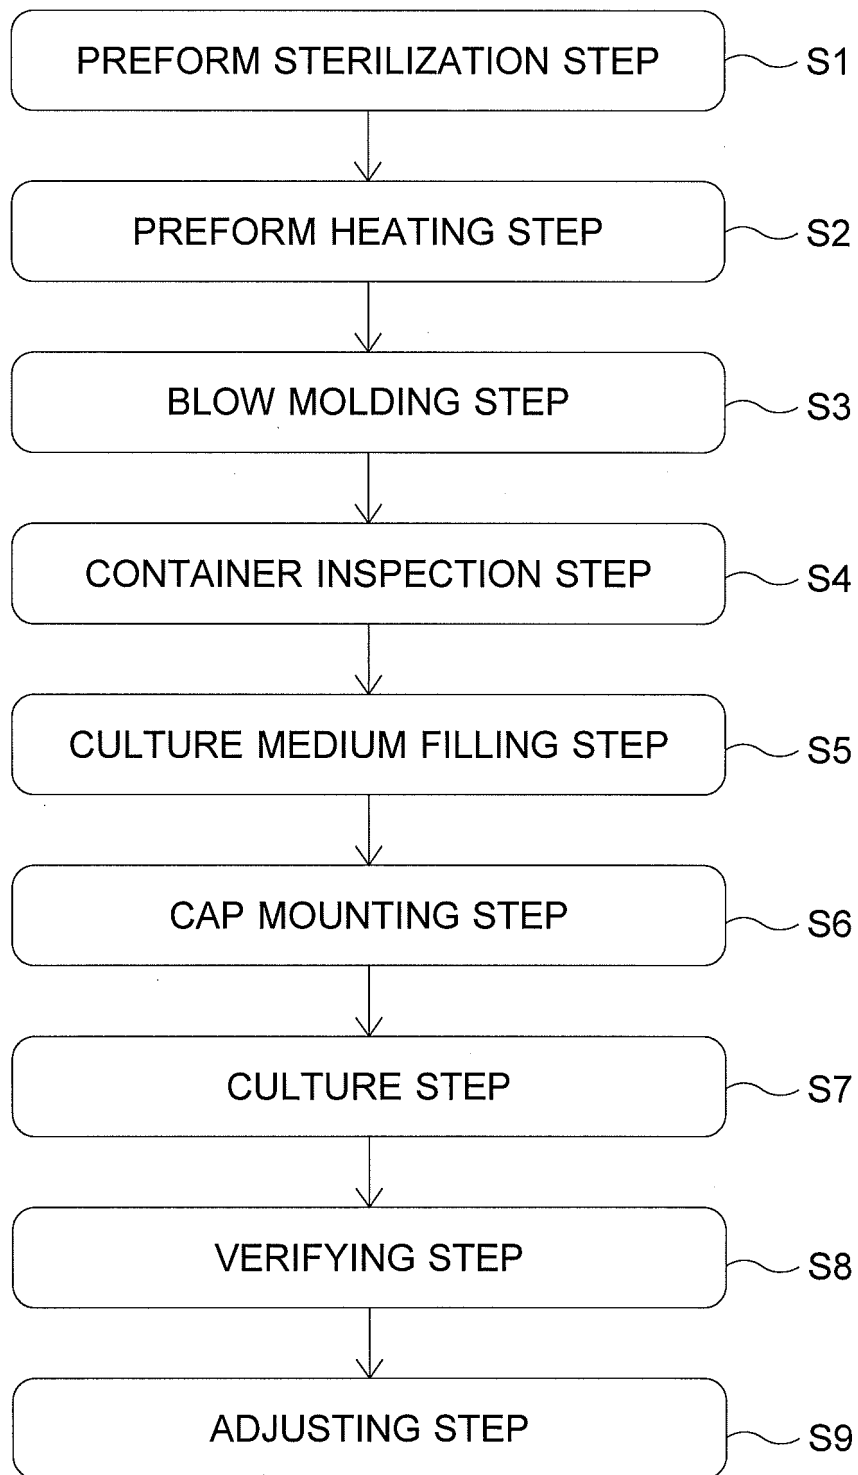 PREFORM STERILIZATION STEP S1
PREFORM HEATING STEP S2
BLOW MOLDING STEP S3
CONTAINER INSPECTION STEP S4
CULTURE MEDIUM FILLING STEP S5
CAP MOUNTING STEP S6
CULTURE STEP S7
VERIFYING STEP S8
ADJUSTING STEP S9